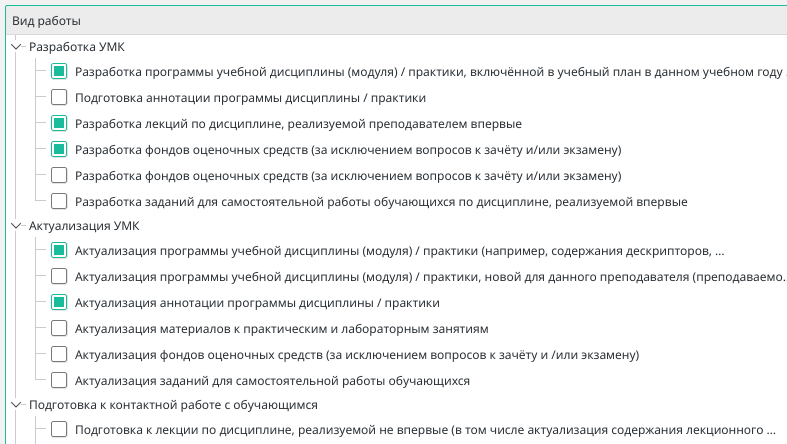 Вид работы
Разработка УМК
Разработка программы учебной дисциплины (модуля) / практики, включённой в учебный план в данном учебном году
Подготовка аннотации программы дисциплины / практики
Разработка лекций по дисциплине, реализуемой преподавателем впервые
Разработка фондов оценочных средств (за исключением вопросов к зачёту и/или экзамену)
Разработка фондов оценочных средств (за исключением вопросов к зачёту и/или экзамену)
Разработка заданий для самостоятельной работы обучающихся по дисциплине, реализуемой впервые
Актуализация УМК
Актуализация программы учебной дисциплины (модуля) / практики (например, содержания дескрипторов, ...
Актуализация программы учебной дисциплины (модуля) / практики, новой для данного преподавателя (преподаваемо..
Актуализация аннотации программы дисциплины / практики
Актуализация материалов к практическим и лабораторным занятиям
Актуализация фондов оценочных средств (за исключением вопросов к зачёту и /или экзамену)
Актуализация заданий для самостоятельной работы обучающихся
Подготовка к контактной работе с обучающимся
Подготовка к лекции по дисциплине, реализуемой не впервые (в том числе актуализация содержания лекционного ...